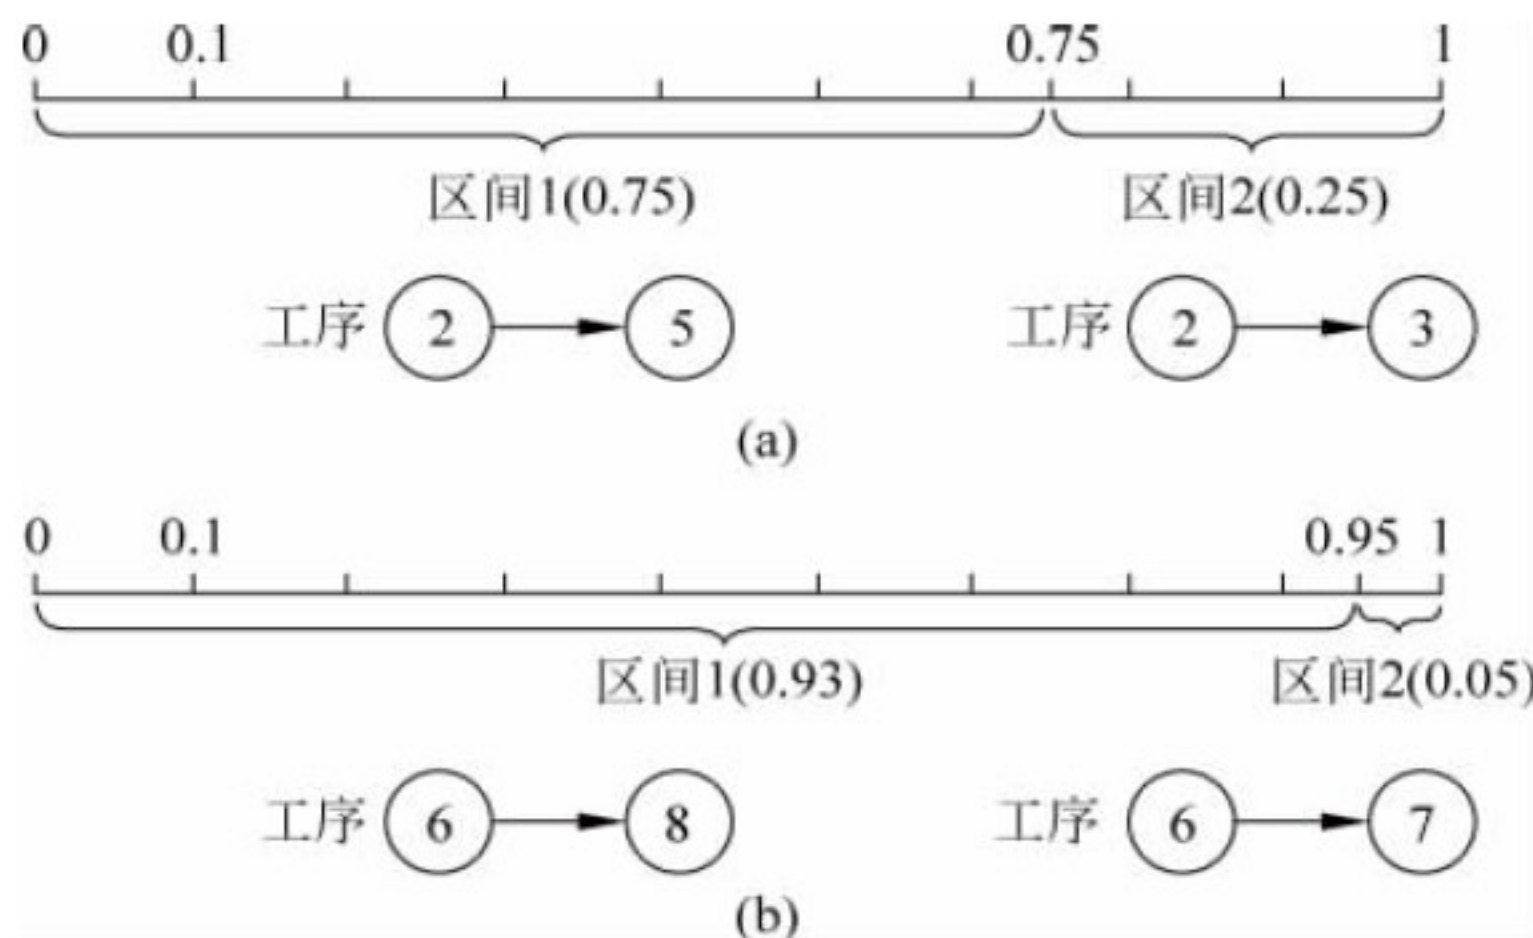 0 0.1 0.75 1
区间1(0.75) 区间2(0.25)
工序 2 5 工序 2 3
(a)
0 0.1 0.95 1
区间1(0.93) 区间2(0.05)
工序 6 8 工序 6 7
(b)